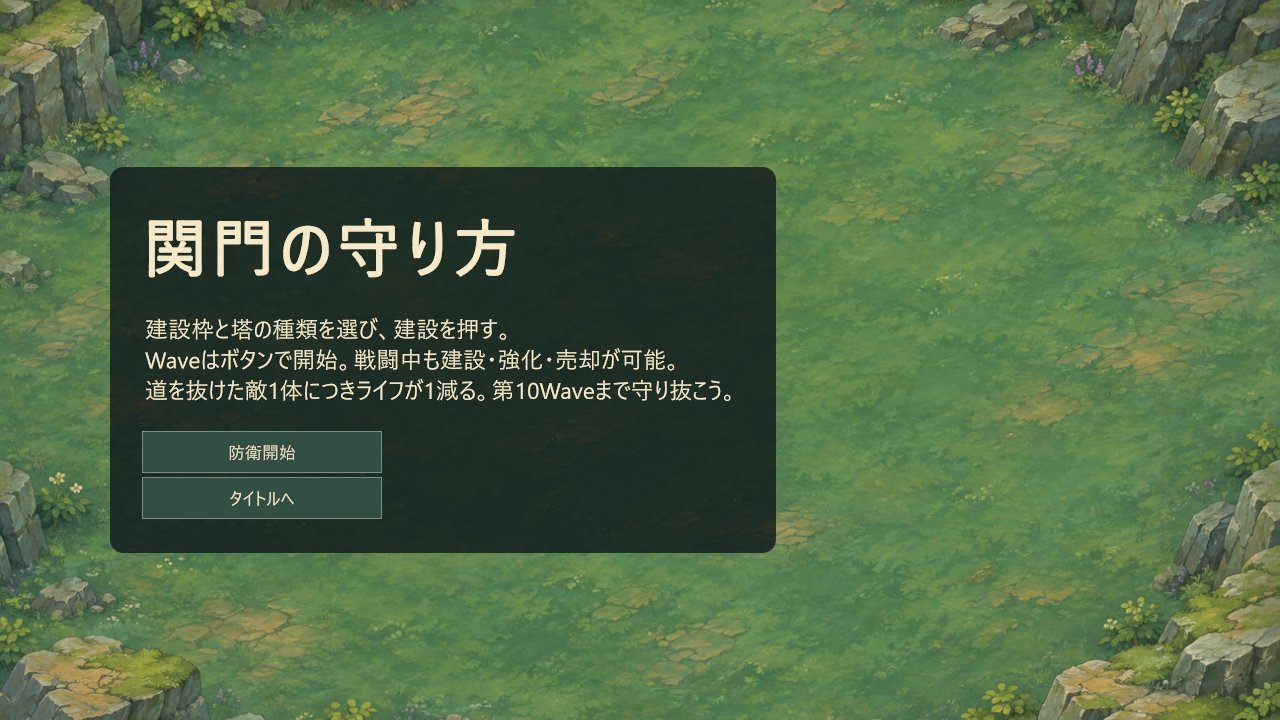 関門の守り方
建設枠と塔の種類を選び、建設を押す。
Waveはボタンで開始。戦闘中も建設・強化・売却が可能。
道を抜けた敵1体につきライフが1減る。第10Waveまで守り抜こう。
防衛開始
タイトルへ